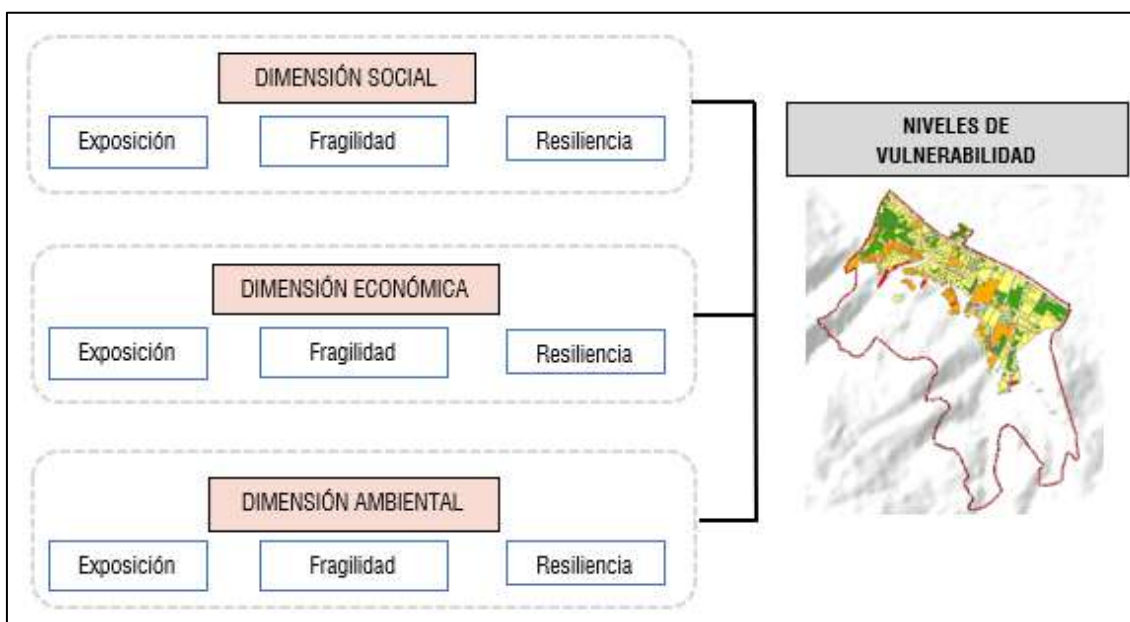 DIMENSIÓN SOCIAL
Exposición
Fragilidad
Resiliencia
DIMENSIÓN ECONÓMICA
Exposición
Fragilidad
Resiliencia
DIMENSIÓN AMBIENTAL
Exposición
Fragilidad
Resiliencia
NIVELES DE
VULNERABILIDAD